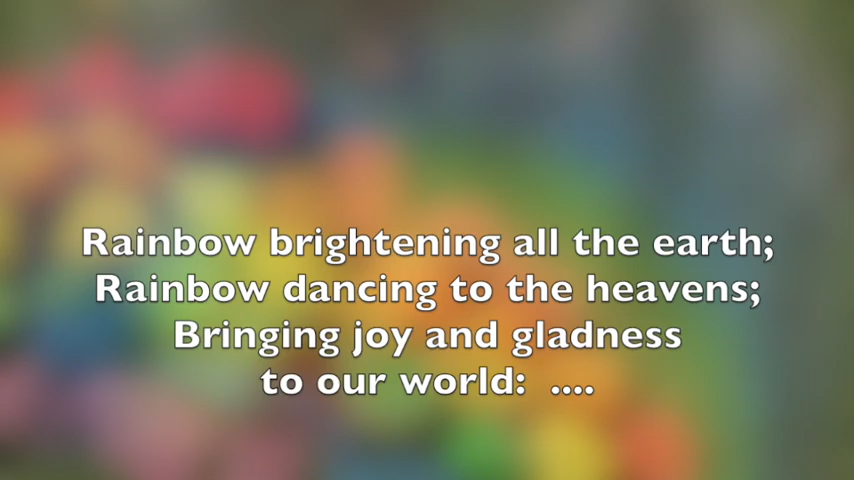 Rainbow brightening all the earth;
Rainbow dancing to the heavens;
Bringing joy and gladness
to our world:  ....